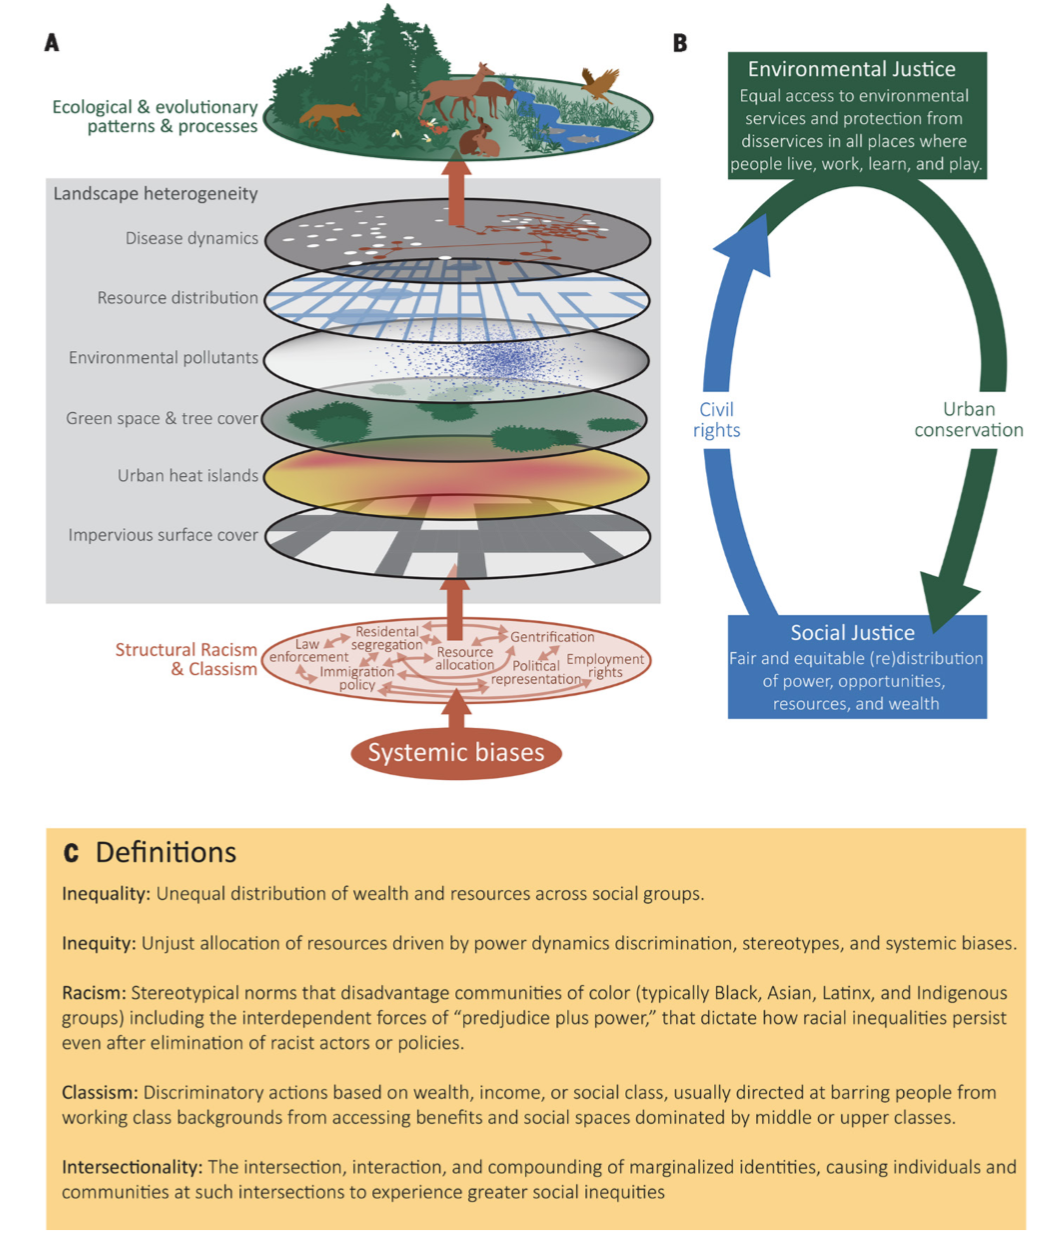 A
Ecological & evolutionary
patterns & processes
Landscape heterogeneity
Disease dynamics
Resource distribution
Environmental pollutants
Green space & tree cover
Urban heat islands
Impervious surface cover
Structural Racism
& Classism
Law
enforcement
Residential
segregation
Immigration
policy
Resource
allocation
Gentrification
Political
representation
Employment
rights
Systemic biases
B
Environmental Justice
Equal access to environmental
services and protection from
disservices in all places where
people live, work, learn, and play.
Civil
rights
Urban
conservation
Social Justice
Fair and equitable (re)distribution
of power, opportunities,
resources, and wealth
C Definitions
Inequality: Unequal distribution of wealth and resources across social groups.
Inequity: Unjust allocation of resources driven by power dynamics discrimination, stereotypes, and systemic biases.
Racism: Stereotypical norms that disadvantage communities of color (typically Black, Asian, Latinx, and Indigenous
groups) including the interdependent forces of “predjudice plus power,” that dictate how racial inequalities persist
even after elimination of racist actors or policies.
Classism: Discriminatory actions based on wealth, income, or social class, usually directed at barring people from
working class backgrounds from accessing benefits and social spaces dominated by middle or upper classes.
Intersectionality: The intersection, interaction, and compounding of marginalized identities, causing individuals and
communities at such intersections to experience greater social inequities